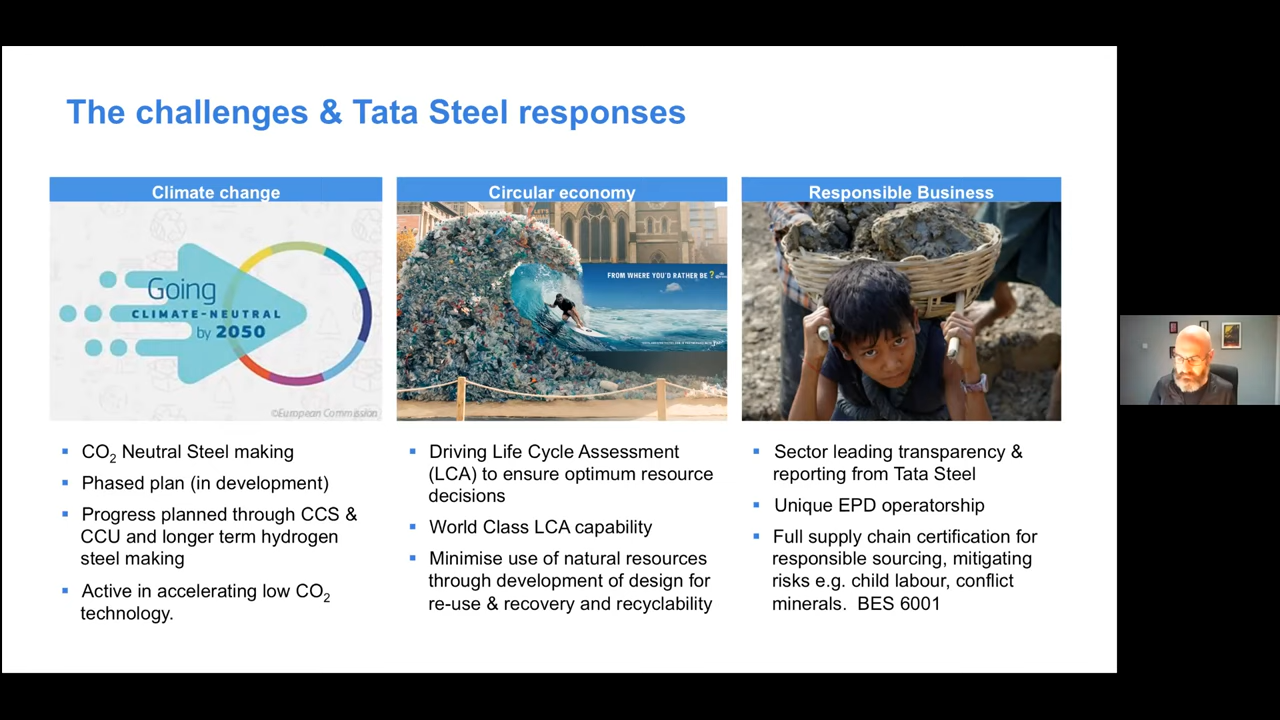 The challenges & Tata Steel responses
Climate change
Going
CLIMATE-NEUTRAL
by 2050
©European Commission
▪ CO₂ Neutral Steel making
▪ Phased plan (in development)
▪ Progress planned through CCS &
CCU and longer term hydrogen
steel making
▪ Active in accelerating low CO₂
technology.
Circular economy
FROM WHERE YOU'D RATHER BE ?
▪ Driving Life Cycle Assessment
(LCA) to ensure optimum resource
decisions
▪ World Class LCA capability
▪ Minimise use of natural resources
through development of design for
re-use & recovery and recyclability
Responsible Business
▪ Sector leading transparency &
reporting from Tata Steel
▪ Unique EPD operatorship
▪ Full supply chain certification for
responsible sourcing, mitigating
risks e.g. child labour, conflict
minerals.  BES 6001